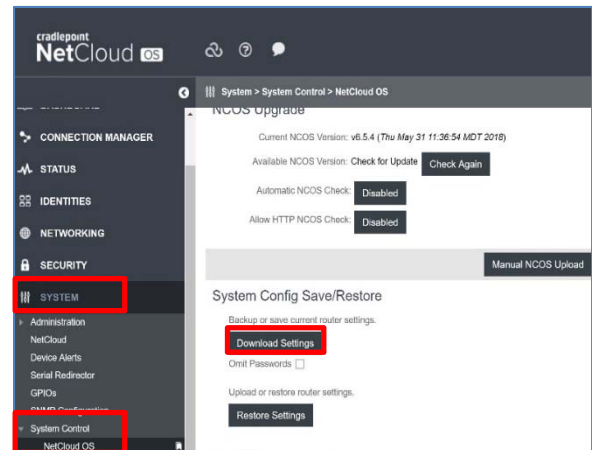 cradlepoint
NetCloud OS
System > System Control > NetCloud OS
DASHBOARD
CONNECTION MANAGER
STATUS
IDENTITIES
NETWORKING
SECURITY
SYSTEM
Administration
NetCloud
Device Alerts
Serial Redirector
GPIOs
SNMP Configuration
System Control
NetCloud OS
NCOS Upgrade
Current NCOS Version: v6.5.4 (Thu May 31 11:36:54 MDT 2018)
Available NCOS Version: Check for Update Check Again
Automatic NCOS Check: Disabled
Allow HTTP NCOS Check: Disabled
Manual NCOS Upload
System Config Save/Restore
Backup or save current router settings.
Download Settings
Omit Passwords
Upload or restore router settings.
Restore Settings